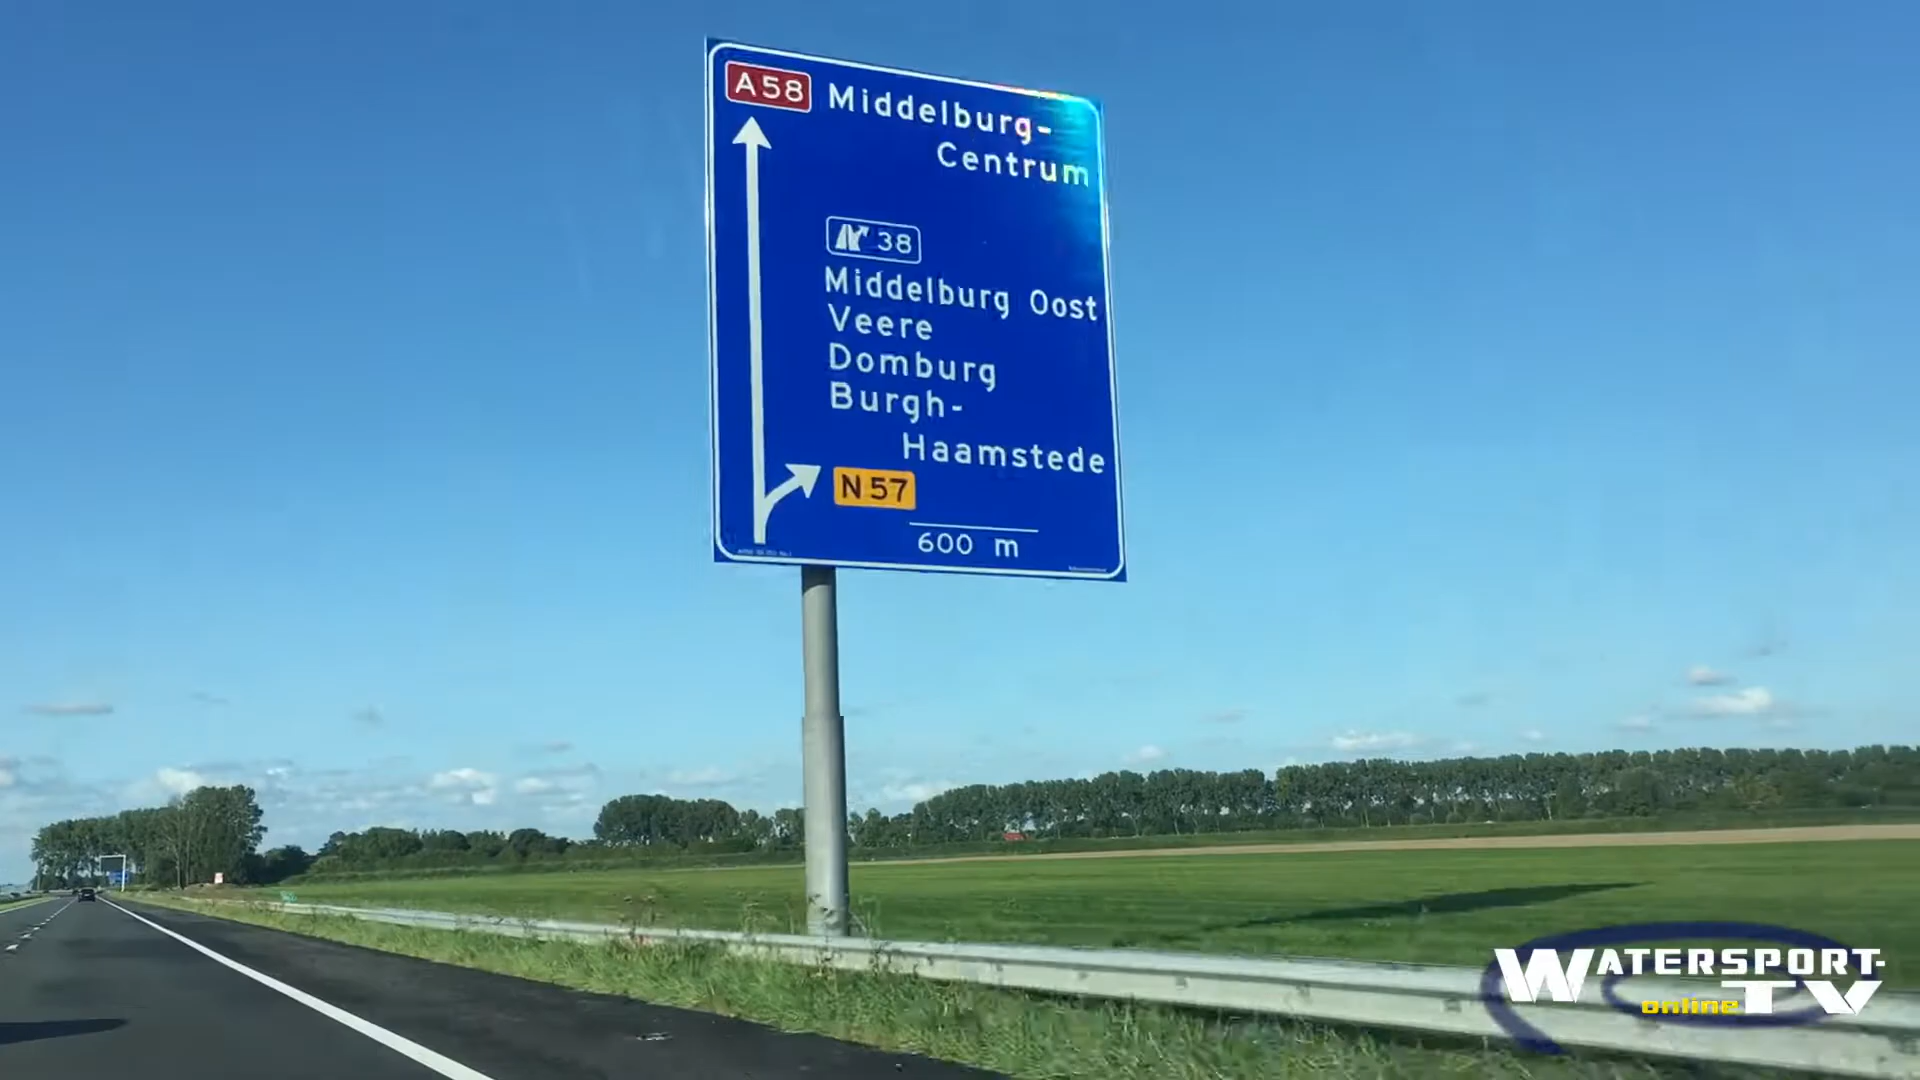 A58 Middelburg-
Centrum
38
Middelburg Oost
Veere
Domburg
Burgh-
Haamstede
N57
600 m
WATERSPORT-
online TV